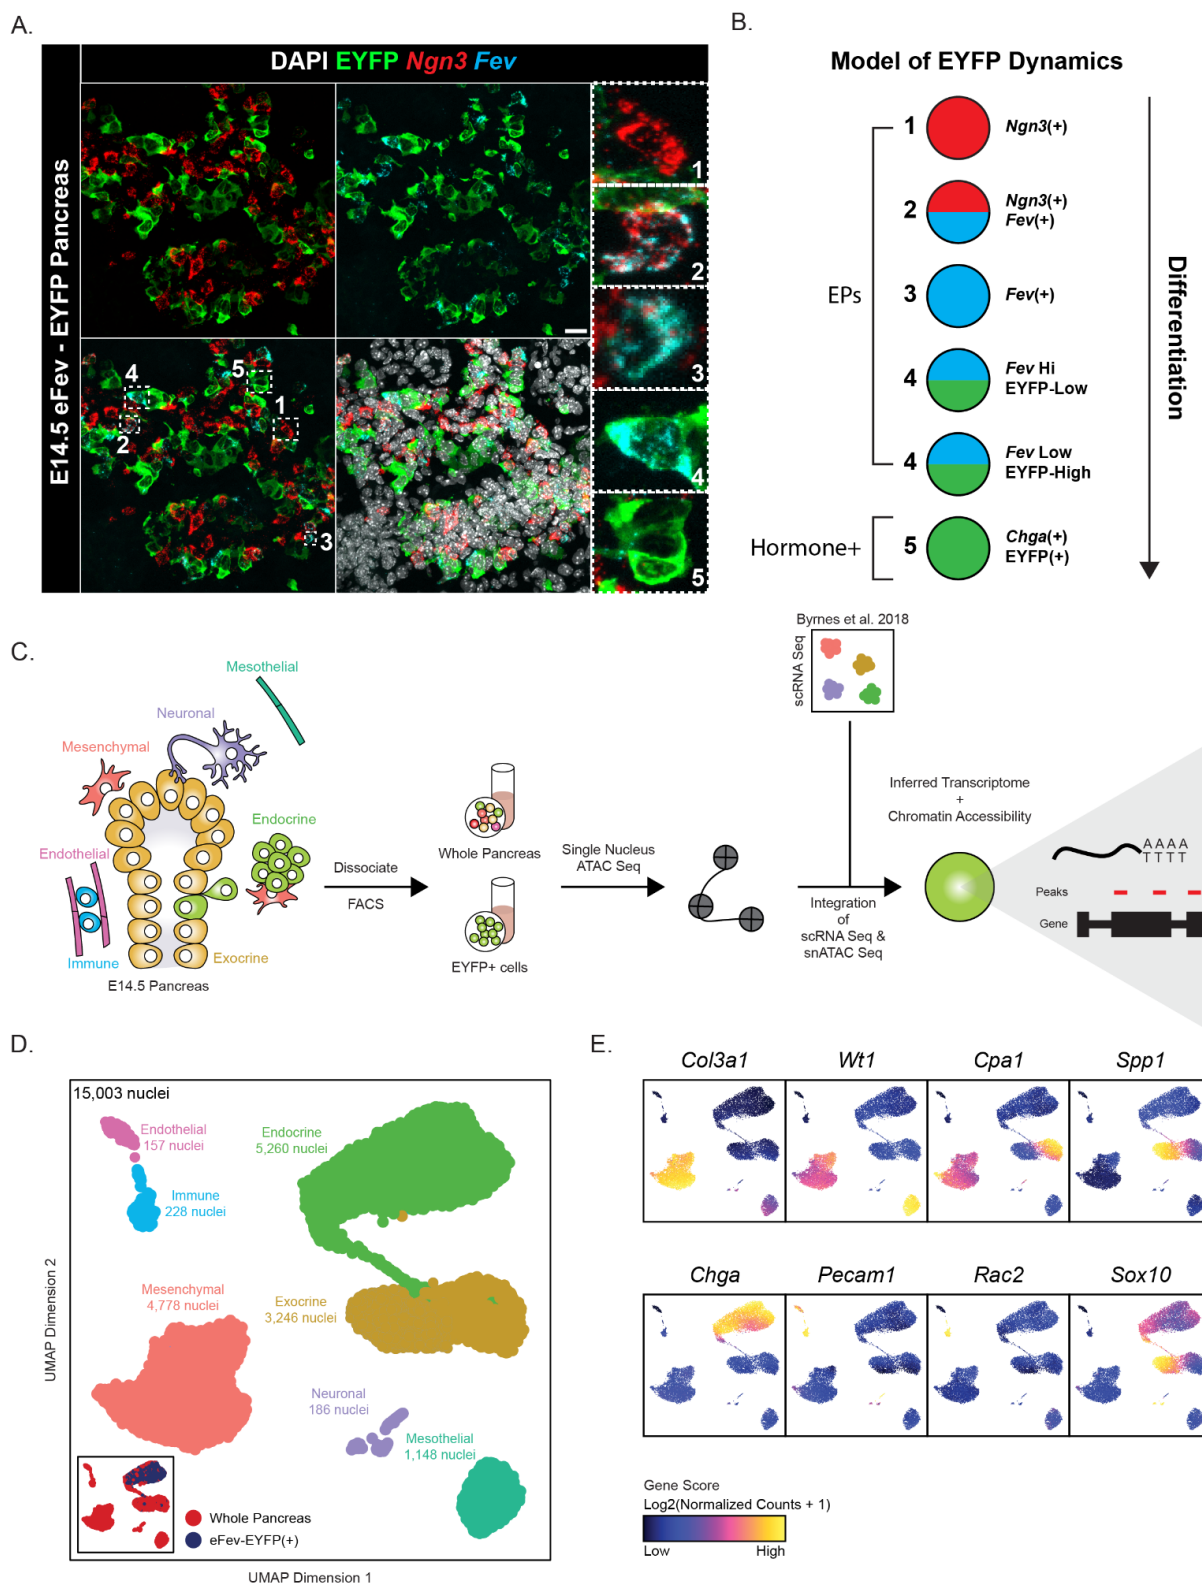 A.
DAPI EYFP Ngn3 Fev
E14.5 eFev - EYFP Pancreas
4
5
1
2
3
1
2
3
4
5
B.
Model of EYFP Dynamics
EPs
1
Ngn3(+)
2
Ngn3(+)
Fev(+)
3
Fev(+)
4
Fev Hi
EYFP-Low
4
Fev Low
EYFP-High
Hormone+
5
Chga(+)
EYFP(+)
Differentiation
C.
Mesothelial
Neuronal
Mesenchymal
Endothelial
Endocrine
Immune
Exocrine
E14.5 Pancreas
Dissociate
FACS
Whole Pancreas
EYFP+ cells
Single Nucleus
ATAC Seq
Byrnes et al. 2018
scRNA Seq
Integration
of
scRNA Seq &
snATAC Seq
Inferred Transcriptome
+
Chromatin Accessibility
A A A A
T T T T
Peaks
Gene
D.
15,003 nuclei
Endothelial
157 nuclei
Immune
228 nuclei
Endocrine
5,260 nuclei
Mesenchymal
4,778 nuclei
Exocrine
3,246 nuclei
Neuronal
186 nuclei
Mesothelial
1,148 nuclei
Whole Pancreas
eFev-EYFP(+)
UMAP Dimension 2
UMAP Dimension 1
E.
Col3a1
Wt1
Cpa1
Spp1
Chga
Pecam1
Rac2
Sox10
Gene Score
Log2(Normalized Counts + 1)
Low
High